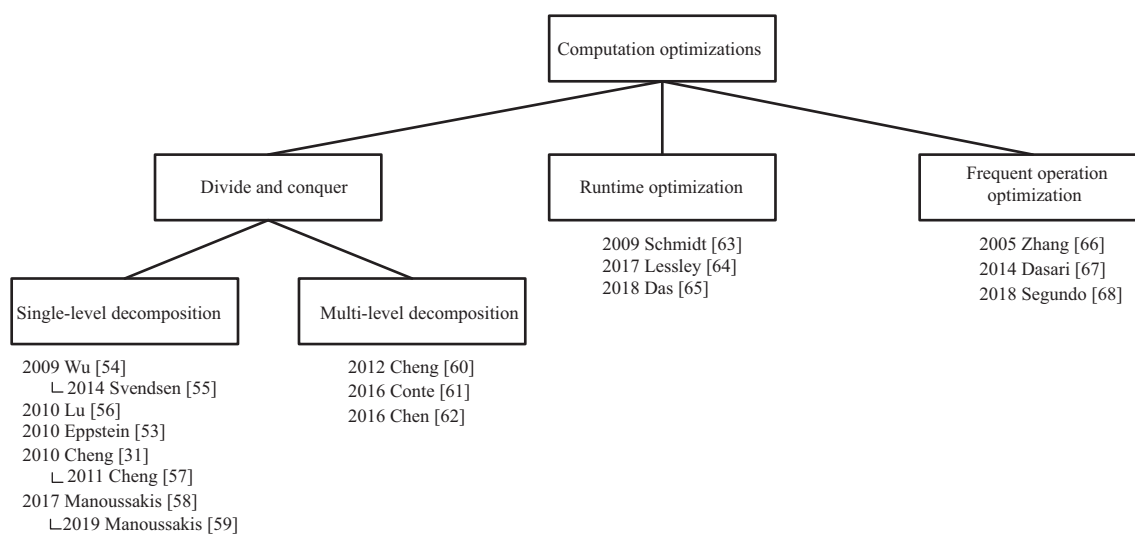 Computation optimizations
Divide and conquer
Runtime optimization
Frequent operation
optimization
2009 Schmidt [63]
2017 Lessley [64]
2018 Das [65]
2005 Zhang [66]
2014 Dasari [67]
2018 Segundo [68]
Single-level decomposition
Multi-level decomposition
2009 Wu [54]
2014 Svendsen [55]
2010 Lu [56]
2010 Eppstein [53]
2010 Cheng [31]
2011 Cheng [57]
2017 Manoussakis [58]
2019 Manoussakis [59]
2012 Cheng [60]
2016 Conte [61]
2016 Chen [62]